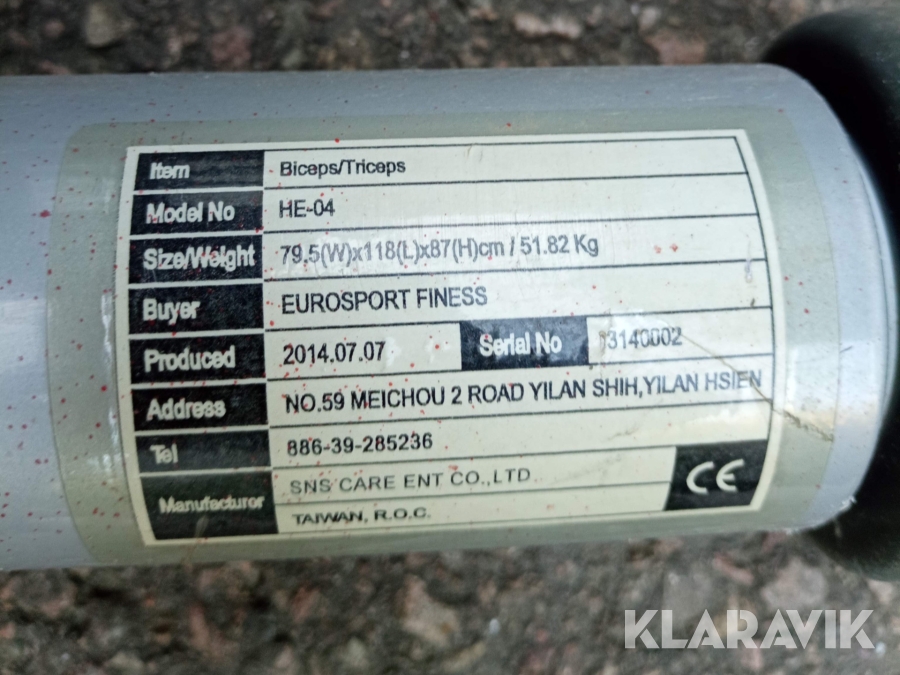 Item Biceps/Triceps
Model No HE-04
Size/Weight 79.5(W)x118(L)x87(H)cm / 51.82 Kg
Buyer EUROSPORT FINESS
Produced 2014.07.07 Serial No 13140002
Address NO.59 MEICHOU 2 ROAD YILAN SHIH,YILAN HSIEN
Tel 886-39-285236
Manufacturor SNS CARE ENT CO.,LTD
TAIWAN, R.O.C.
CE
KLARAVIK